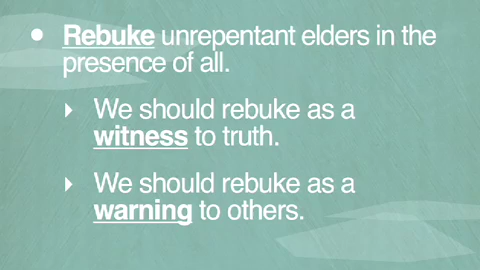 Rebuke unrepentant elders in the
presence of all.
We should rebuke as a
witness to truth.
We should rebuke as a
warning to others.